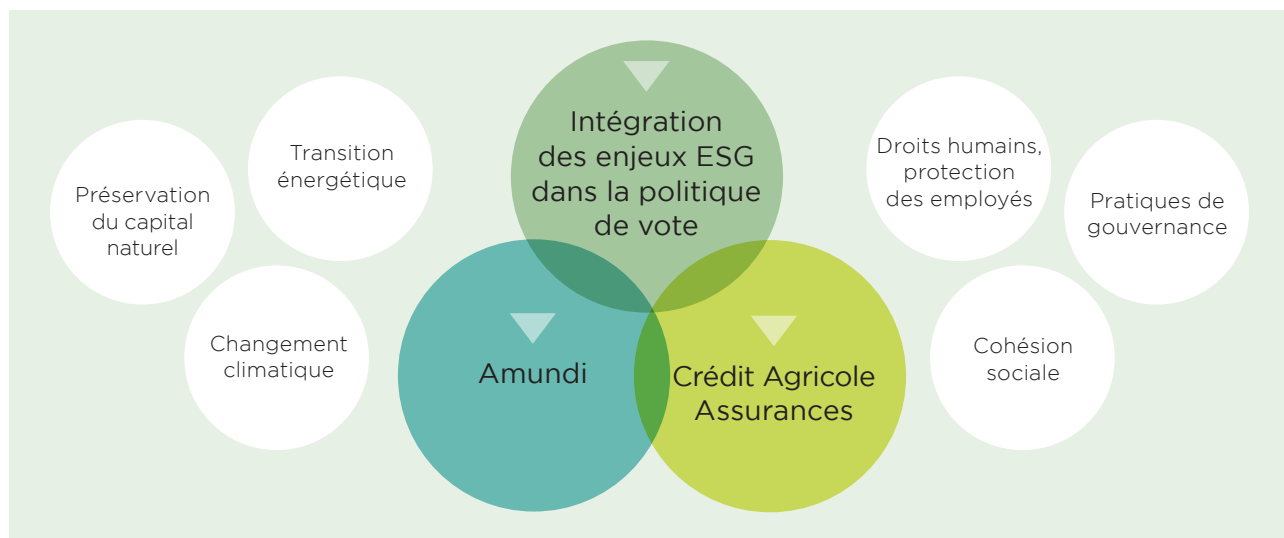 Préservation
du capital
naturel
Transition
énergétique
Changement
climatique
Intégration
des enjeux ESG
dans la politique
de vote
Amundi
Crédit Agricole
Assurances
Droits humains,
protection
des employés
Pratiques de
gouvernance
Cohésion
sociale